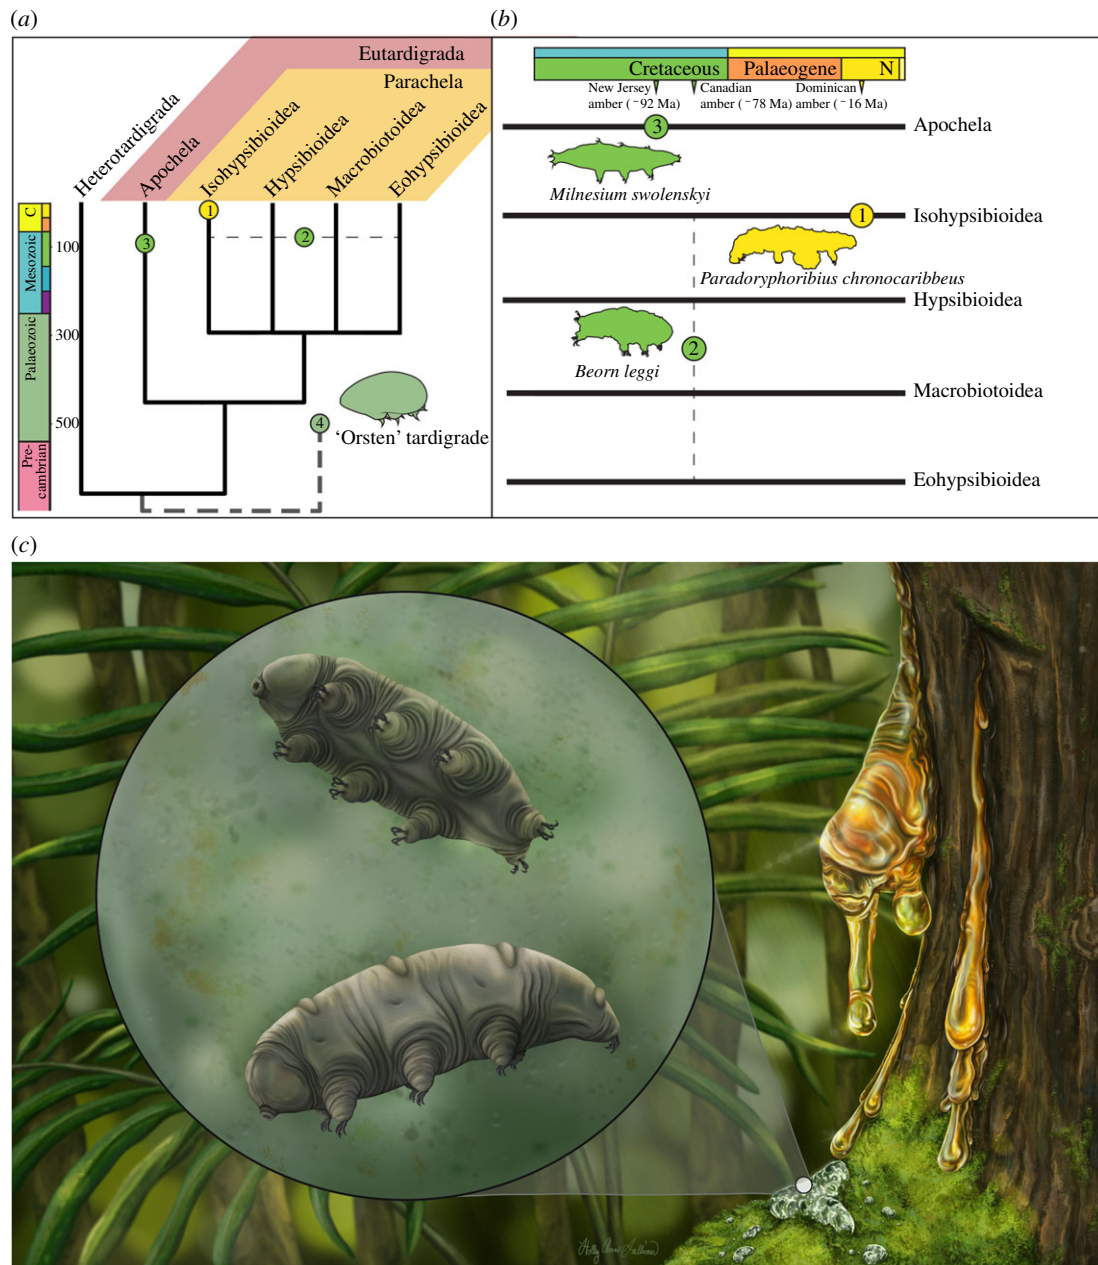 (a)
Eutardigrada
Parachela
Heterotardigrada
Apochela
Isohypsibioidea
Hypsibioidea
Macrobiotoidea
Eohypsibioidea
C
Mesozoic
Palaeozoic
Pre-
cambrian
100
300
500
1
2
3
4
'Orsten' tardigrade
(b)
Cretaceous Palaeogene N
New Jersey Canadian Dominican
amber (~92 Ma) amber (~78 Ma) amber (~16 Ma)
3 Apochela
Milnesium swolenskyi
1 Isohypsibioidea
Paradoryphoribius chronocaribbeus
Hypsibioidea
2
Beorn leggi
Macrobiotoidea
Eohypsibioidea
(c)
Holly Anne